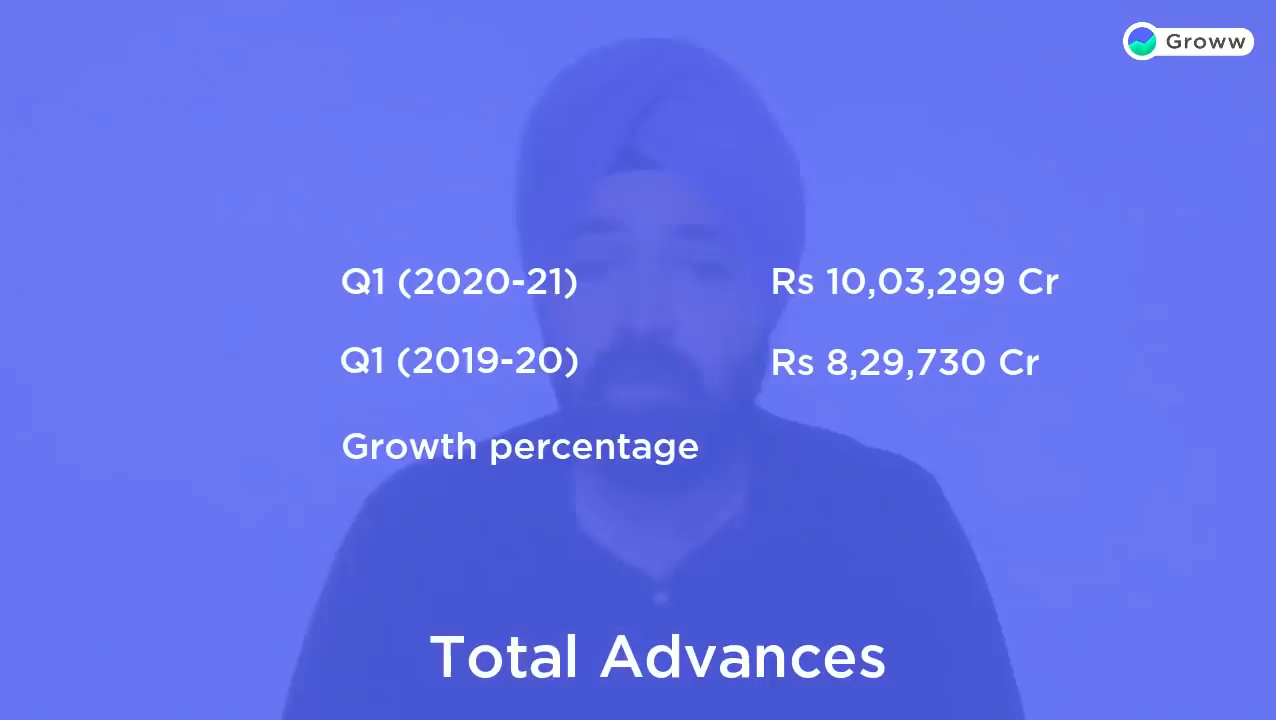 Groww
Q1 (2020-21) Rs 10,03,299 Cr
Q1 (2019-20) Rs 8,29,730 Cr
Growth percentage
Total Advances